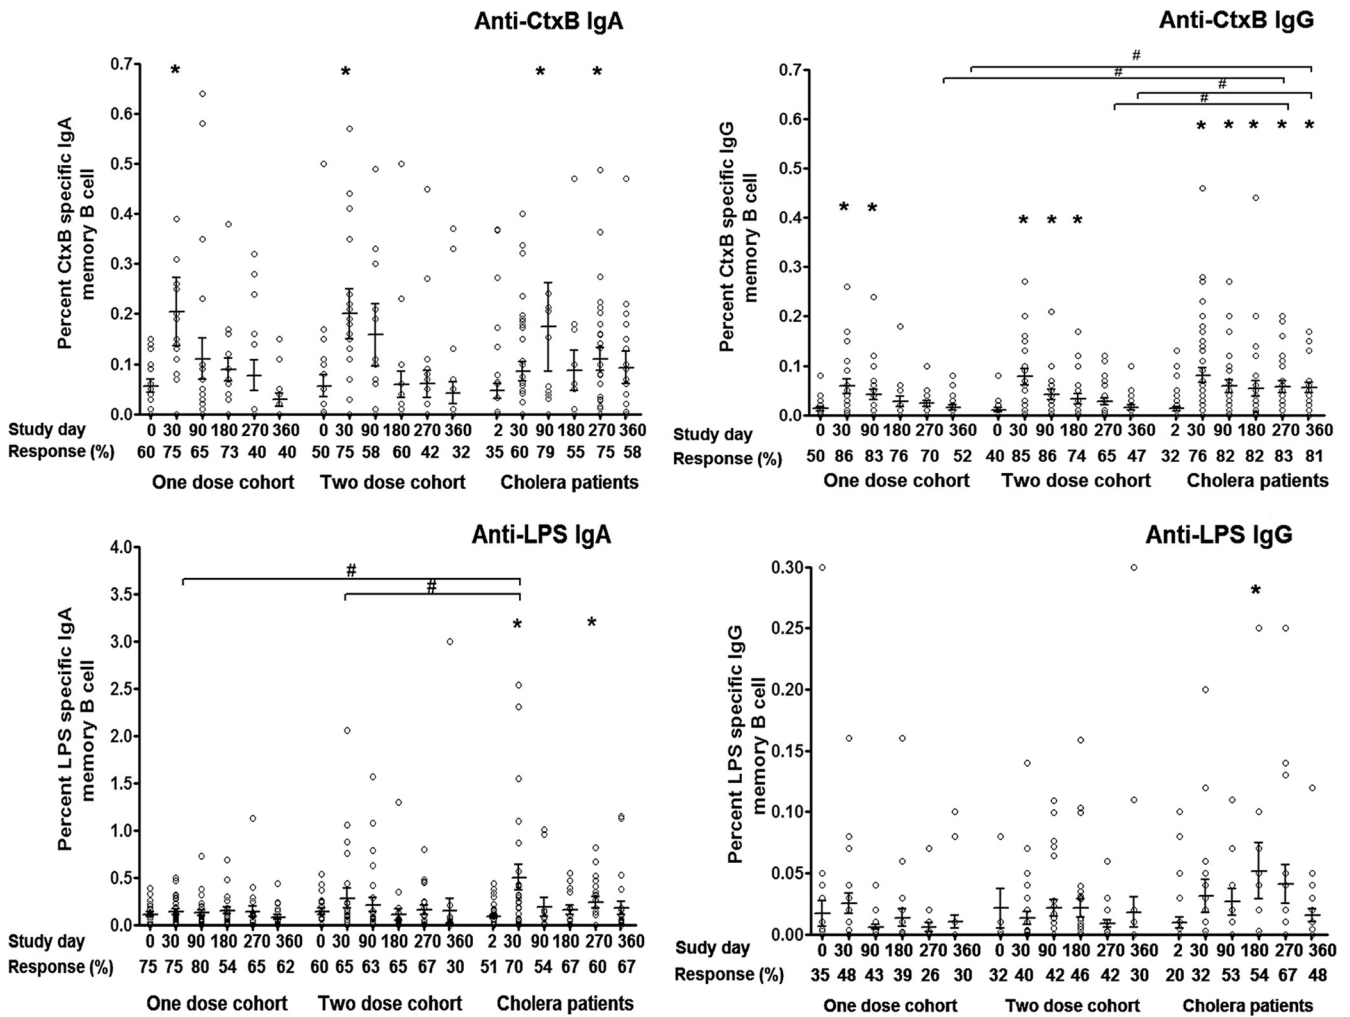 Anti-CtxB IgA
Percent CtxB specific IgA
memory B cell
0.7
0.6
0.5
0.4
0.3
0.2
0.1
0.0
* * * *
Study day 0 30 90 180 270 360 0 30 90 180 270 360 2 30 90 180 270 360
Response (%) 60 75 65 73 40 40 50 75 58 60 42 32 35 60 79 55 75 58
One dose cohort Two dose cohort Cholera patients
Anti-CtxB IgG
Percent CtxB specific IgG
memory B cell
#
#
#
#
0.7
0.6
0.5
0.4
0.3
0.2
0.1
0.0
* * * * *
* * * * *
Study day 0 30 90 180 270 360 0 30 90 180 270 360 2 30 90 180 270 360
Response (%) 50 86 83 76 70 52 40 85 86 74 65 47 32 76 82 82 83 81
One dose cohort Two dose cohort Cholera patients
Anti-LPS IgA
Percent LPS specific IgA
memory B cell
4.0
3.5
3.0
2.5
2.0
1.5
1.0
0.5
0.0
#
#
* *
Study day 0 30 90 180 270 360 0 30 90 180 270 360 2 30 90 180 270 360
Response (%) 75 75 80 54 65 62 60 65 63 65 67 30 51 70 54 67 60 67
One dose cohort Two dose cohort Cholera patients
Anti-LPS IgG
Percent LPS specific IgG
memory B cell
0.30
0.25
0.20
0.15
0.10
0.05
0.00
*
Sudy day 0 30 90 180 270 360 0 30 90 180 270 360 2 30 90 180 270 360
Response (%) 35 48 43 39 26 30 32 40 42 46 42 30 20 32 53 54 67 48
One dose cohort Two dose cohort Cholera patients